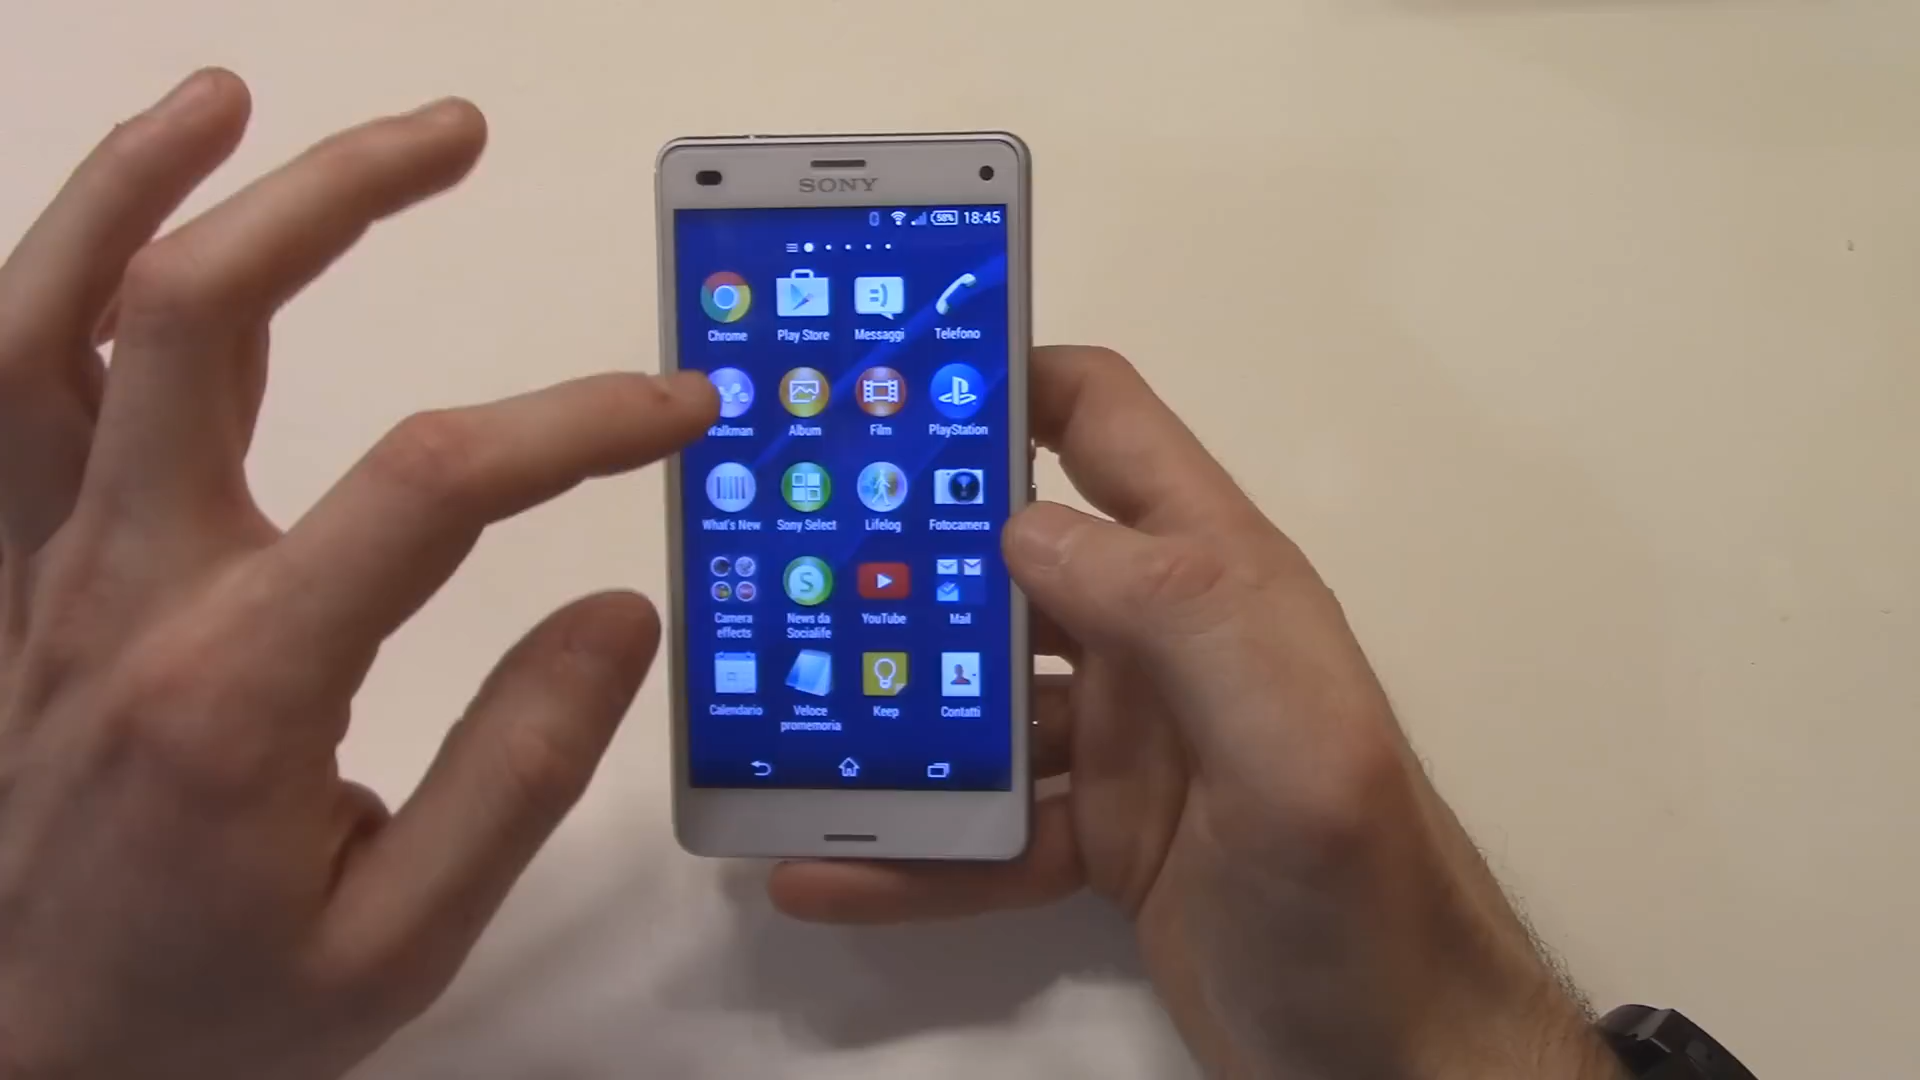 SONY
58% 18:45
Chrome Play Store Messaggi Telefono
Walkman Album Film PlayStation
What's New Sony Select Lifelog Fotocamera
Camera effects
News da Socialife
YouTube Mail
Calendario
Veloce promemoria
Keep Contatti